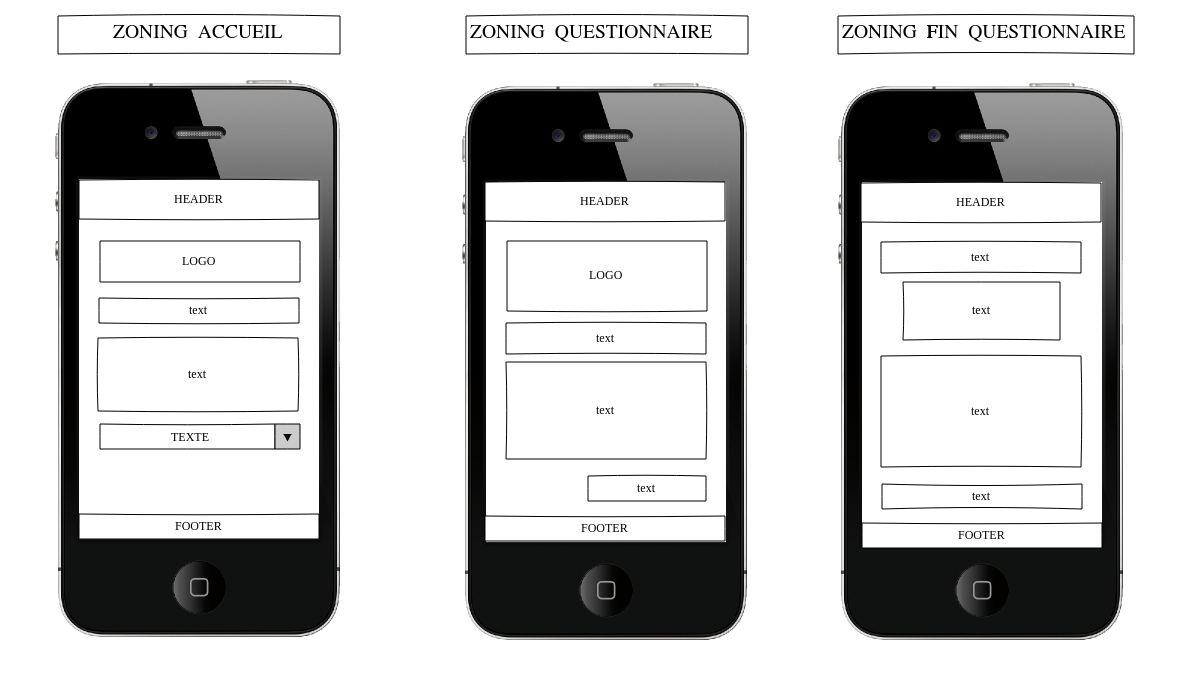 ZONING ACCUEIL
HEADER
LOGO
text
text
TEXTE
FOOTER
ZONING QUESTIONNAIRE
HEADER
LOGO
text
text
text
FOOTER
ZONING FIN QUESTIONNAIRE
HEADER
text
text
text
text
FOOTER